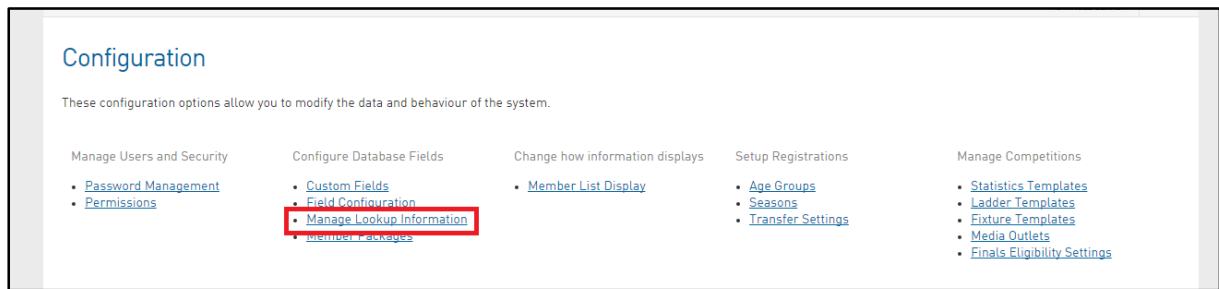 Configuration
These configuration options allow you to modify the data and behaviour of the system.
Manage Users and Security
Password Management
Permissions
Configure Database Fields
Custom Fields
Field Configuration
Manage Lookup Information
Member Packages
Change how information displays
Member List Display
Setup Registrations
Age Groups
Seasons
Transfer Settings
Manage Competitions
Statistics Templates
Ladder Templates
Fixture Templates
Media Outlets
Finals Eligibility Settings